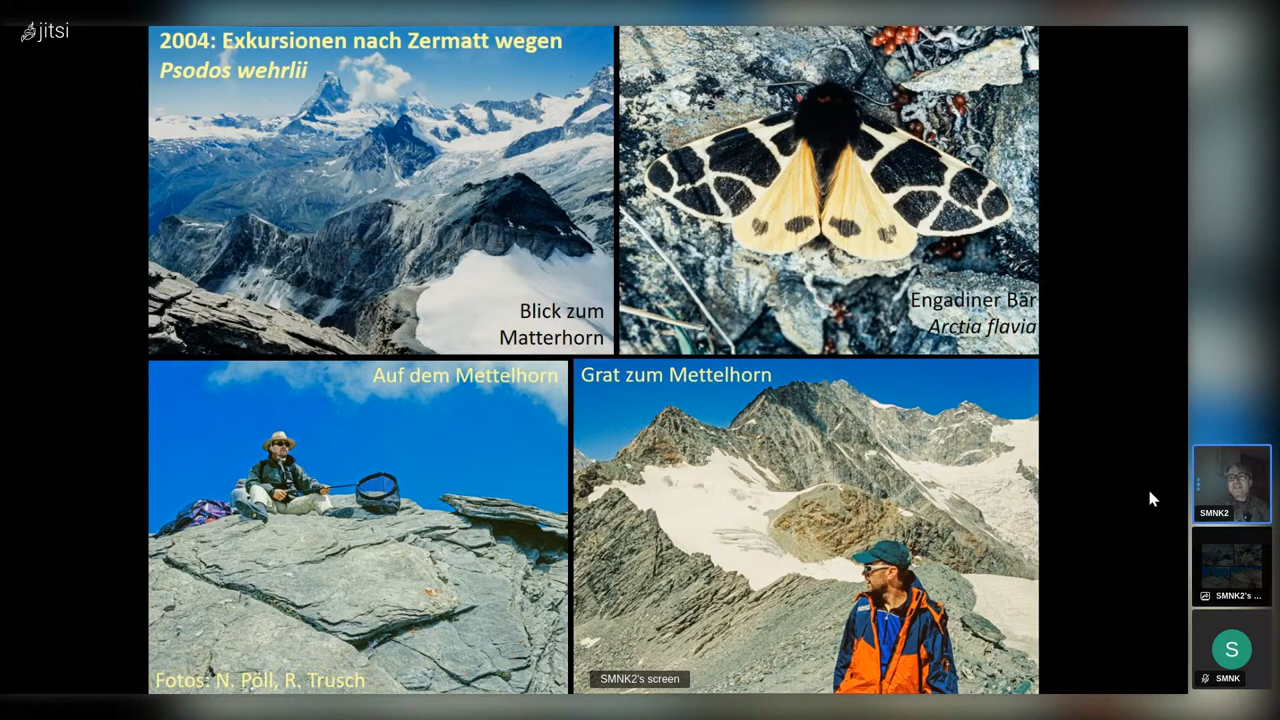 jitsi
2004: Exkursionen nach Zermatt wegen
Psodos wehrlii
Blick zum
Matterhorn
Engadiner Bär
Arctia flavia
Auf dem Mettelhorn
Grat zum Mettelhorn
Fotos: N. Pöll, R. Trusch
SMNK2's screen
SMNK2
SMNK2's ...
S
SMNK